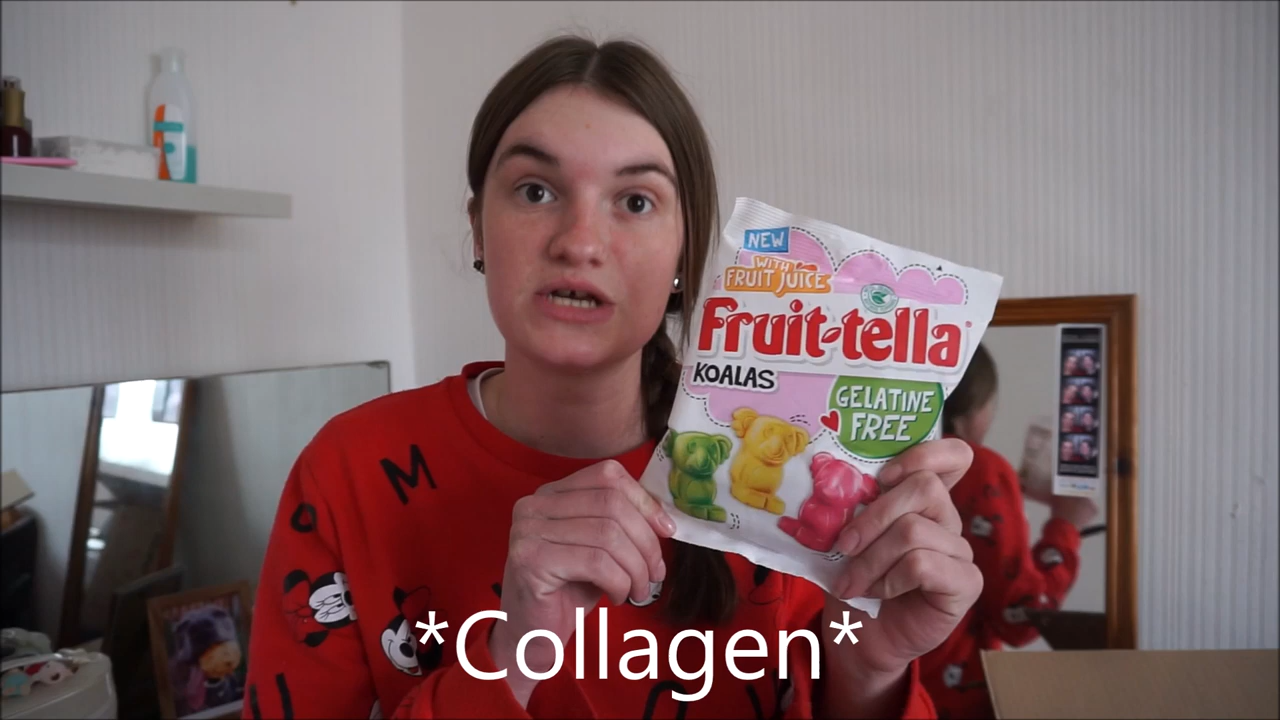 NEW
WITH
FRUIT JUICE
Fruit-tella
KOALAS
GELATINE
FREE
M
*Collagen*